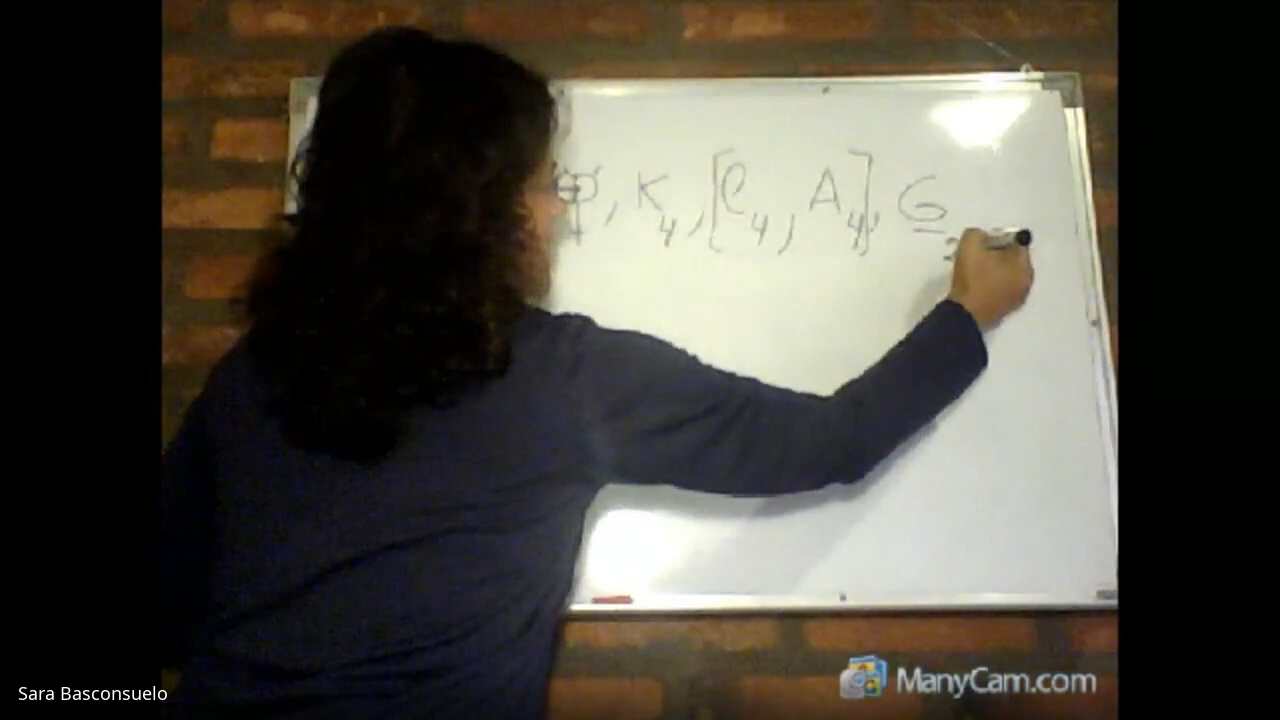 Φ, K₄, [C₄, A₄], G
Sara Basconsuelo
ManyCam.com